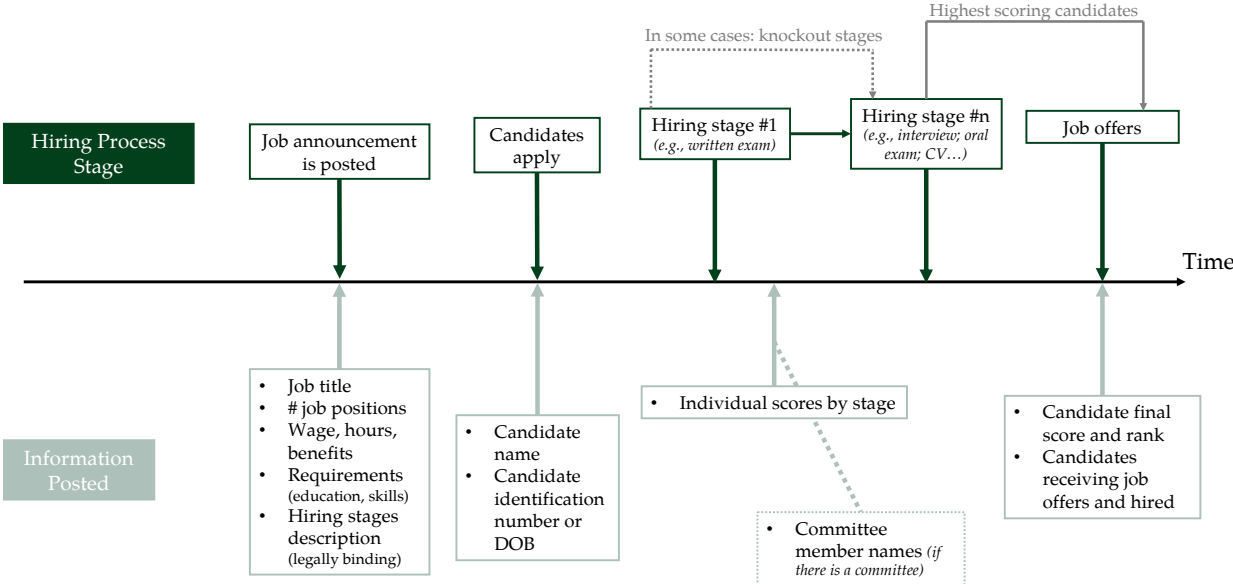 Highest scoring candidates
In some cases: knockout stages
Hiring Process
Stage
Job announcement
is posted
Candidates
apply
Hiring stage #1
(e.g., written exam)
Hiring stage #n
(e.g., interview; oral
exam; CV…)
Job offers
Time
Information
Posted
• Job title
• # job positions
• Wage, hours,
benefits
• Requirements
(education, skills)
• Hiring stages
description
(legally binding)
• Candidate
name
• Candidate
identification
number or
DOB
• Individual scores by stage
• Committee
member names (if
there is a committee)
• Candidate final
score and rank
• Candidates
receiving job
offers and hired